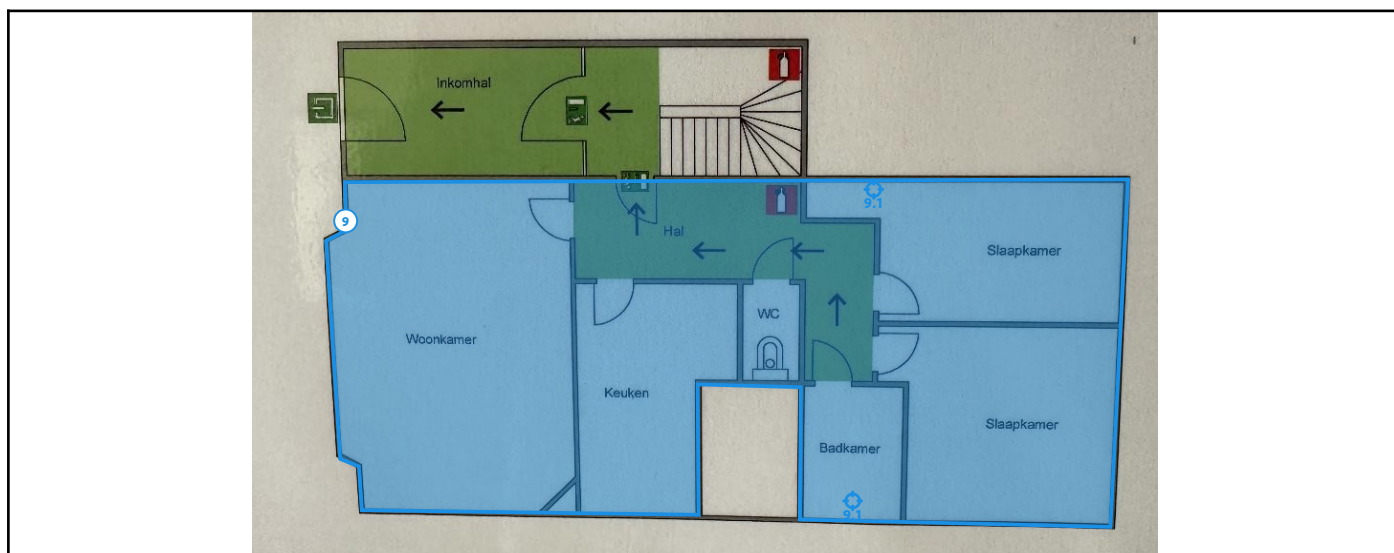 Inkomhal
9.1
9
Hal
Slaapkamer
WC
Woonkamer
Keuken
Slaapkamer
Badkamer
9.1